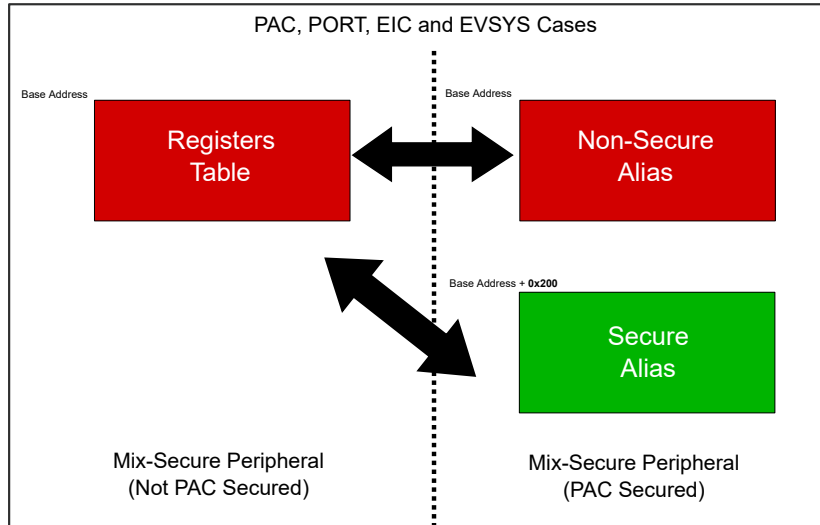 PAC, PORT, EIC and EVSYS Cases
Base Address
Base Address
Registers
Table
Non-Secure
Alias
Base Address + 0x200
Secure
Alias
Mix-Secure Peripheral
(Not PAC Secured)
Mix-Secure Peripheral
(PAC Secured)